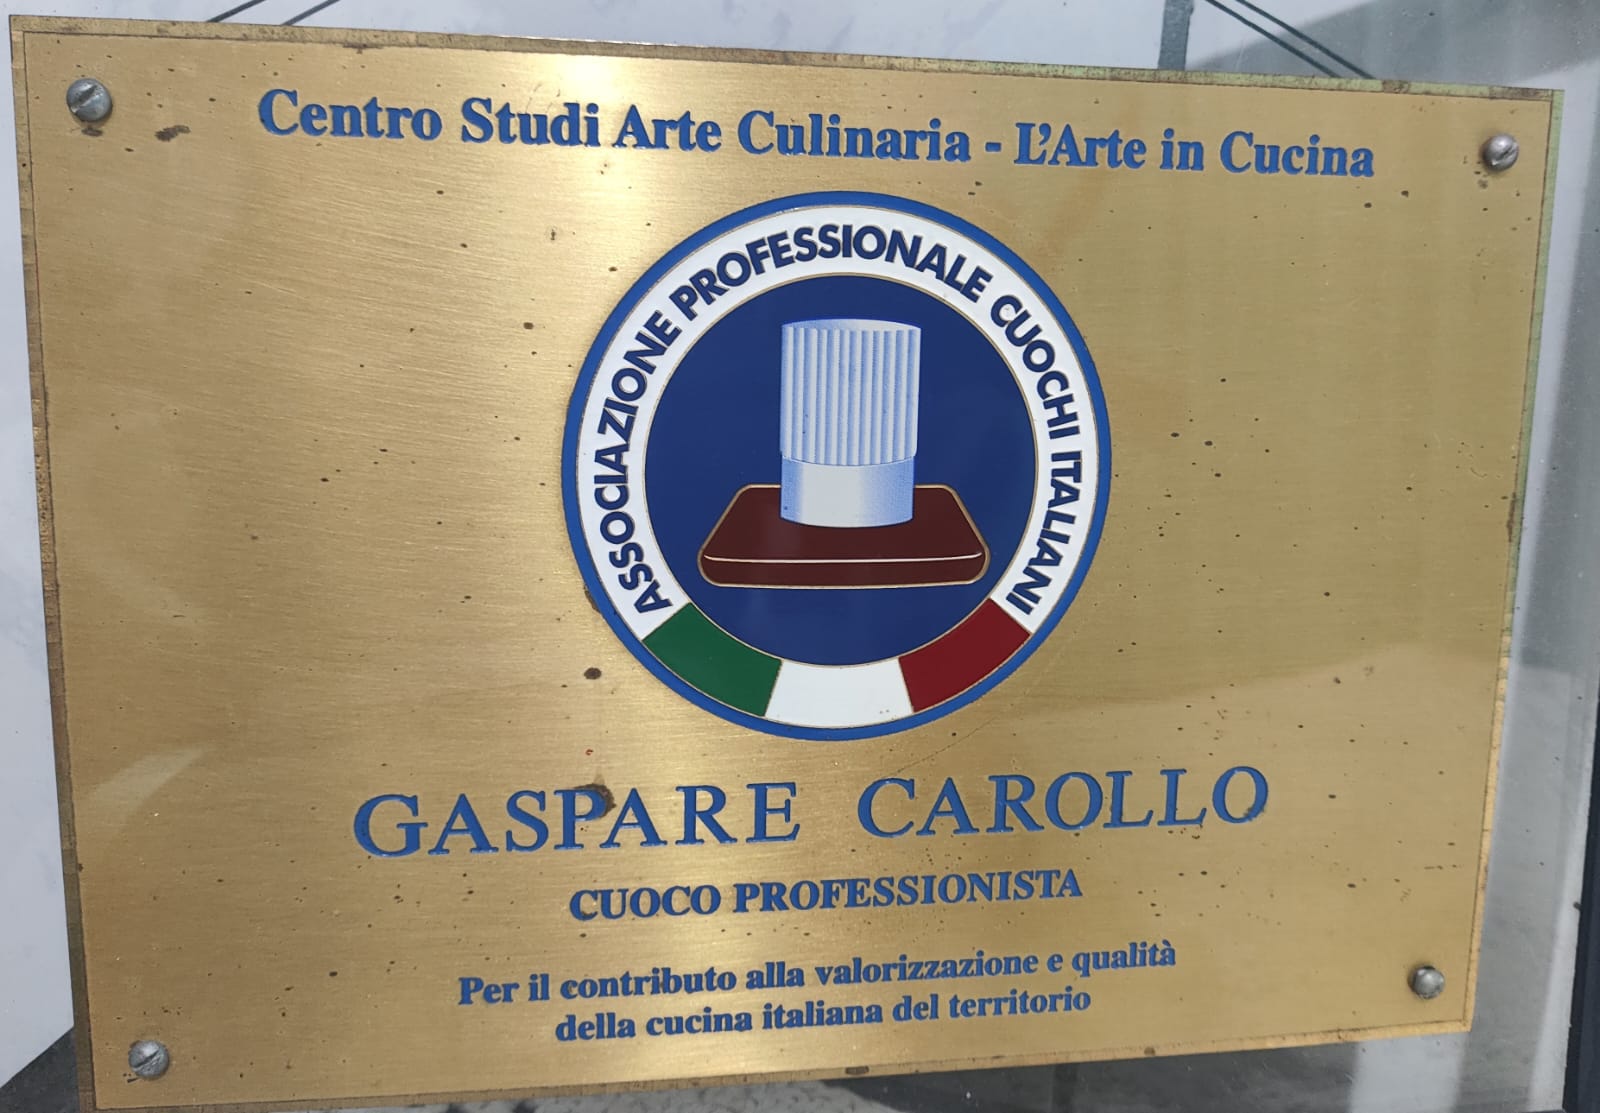 Centro Studi Arte Culinaria - L'Arte in Cucina
ASSOCIAZIONE PROFESSIONALE CUOCHI ITALIANI
GASPARE CAROLLO
CUOCO PROFESSIONISTA
Per il contributo alla valorizzazione e qualità
della cucina italiana del territorio